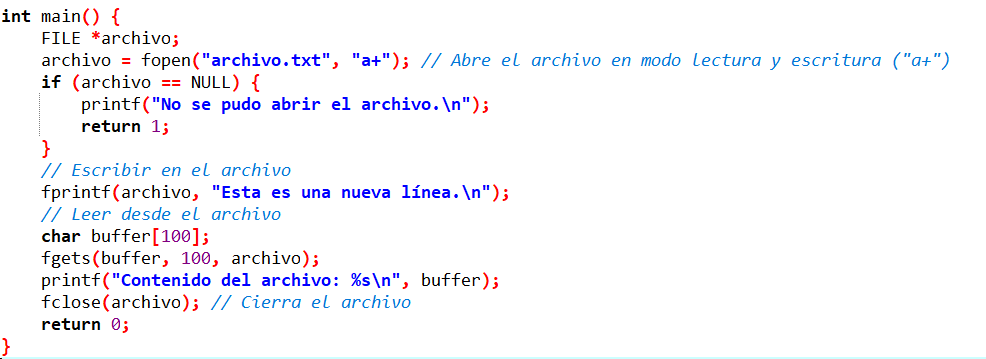 int main() {
    FILE *archivo;
    archivo = fopen("archivo.txt", "a+"); // Abre el archivo en modo lectura y escritura ("a+")
    if (archivo == NULL) {
        printf("No se pudo abrir el archivo.\n");
        return 1;
    }
    // Escribir en el archivo
    fprintf(archivo, "Esta es una nueva línea.\n");
    // Leer desde el archivo
    char buffer[100];
    fgets(buffer, 100, archivo);
    printf("Contenido del archivo: %s\n", buffer);
    fclose(archivo); // Cierra el archivo
    return 0;
}